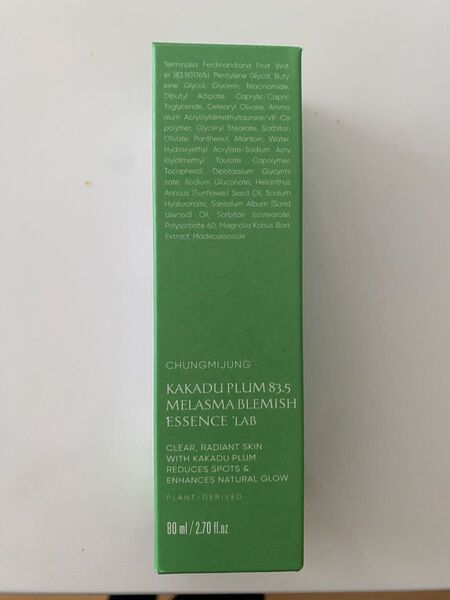 Terminalia Ferdinandiana Fruit Wat
er (83.50176%), Pentylene Glycol, Buty
lene Glycol, Glycerin, Niacinamide,
Dibutyl Adipate, Caprylic/Capric
Triglyceride, Cetearyl Olivate, Ammo
nium Acryloyldimethyltaurate/VP Co
polymer, Glyceryl Stearate, Sorbitan
Olivate, Panthenol, Allantoin, Water,
Hydroxyethyl Acrylate/Sodium Acry
loyldimethyl Taurate Copolymer,
Tocopherol, Dipotassium Glycyrrhi
zate, Sodium Gluconate, Helianthus
Annuus (Sunflower) Seed Oil, Sodium
Hyaluronate, Santalum Album (Sand
alwood) Oil, Sorbitan Isostearate,
Polysorbate 60, Magnolia Kobus Bark
Extract, Madecassoside
CHUNGMIJUNG
KAKADU PLUM 83.5
MELASMA BLEMISH
ESSENCE 'LAB
CLEAR, RADIANT SKIN
WITH KAKADU PLUM
REDUCES SPOTS &
ENHANCES NATURAL GLOW
PLANT-DERIVED
80 ml / 2.70 fl.oz